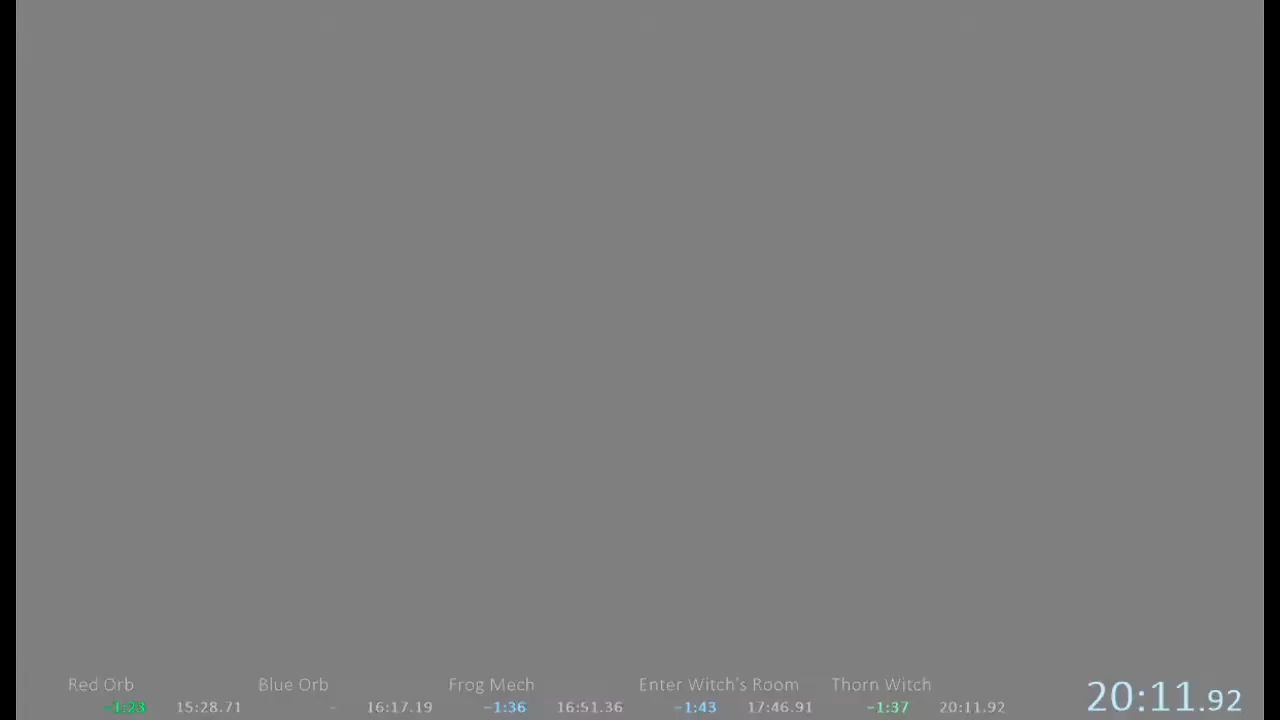 Red Orb Blue Orb Frog Mech Enter Witch's Room Thorn Witch
-1:23 15:28.71 - 16:17.19 -1:36 16:51.36 -1:43 17:46.91 -1:37 20:11.92
20:11.92